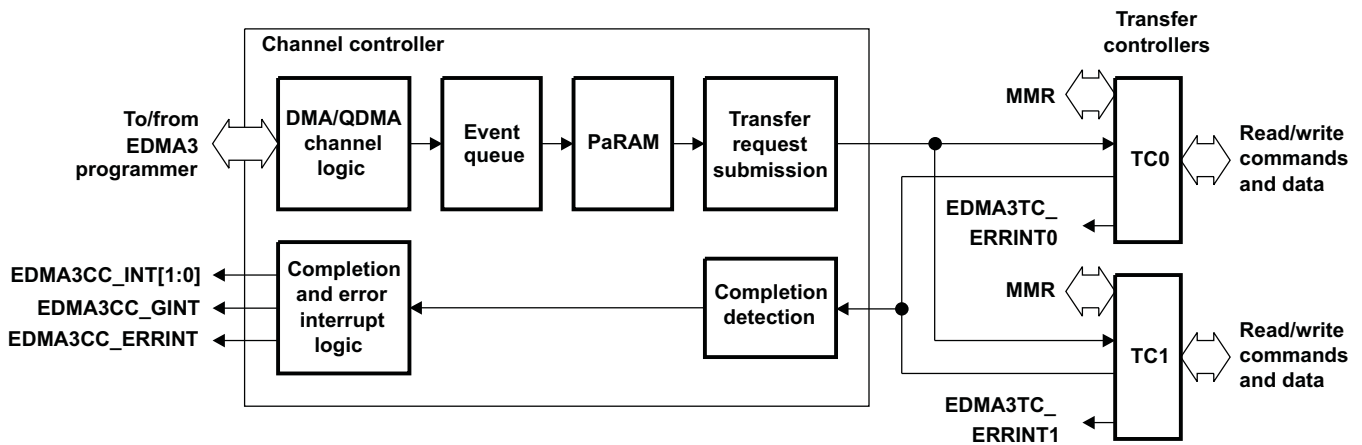 Channel controller
Transfer
controllers
To/from
EDMA3
programmer
DMA/QDMA
channel
logic
Event
queue
PaRAM
Transfer
request
submission
MMR
TC0
Read/write
commands
and data
EDMA3TC_
ERRINT0
EDMA3CC_INT[1:0]
EDMA3CC_GINT
EDMA3CC_ERRINT
Completion
and error
interrupt
logic
Completion
detection
MMR
TC1
Read/write
commands
and data
EDMA3TC_
ERRINT1